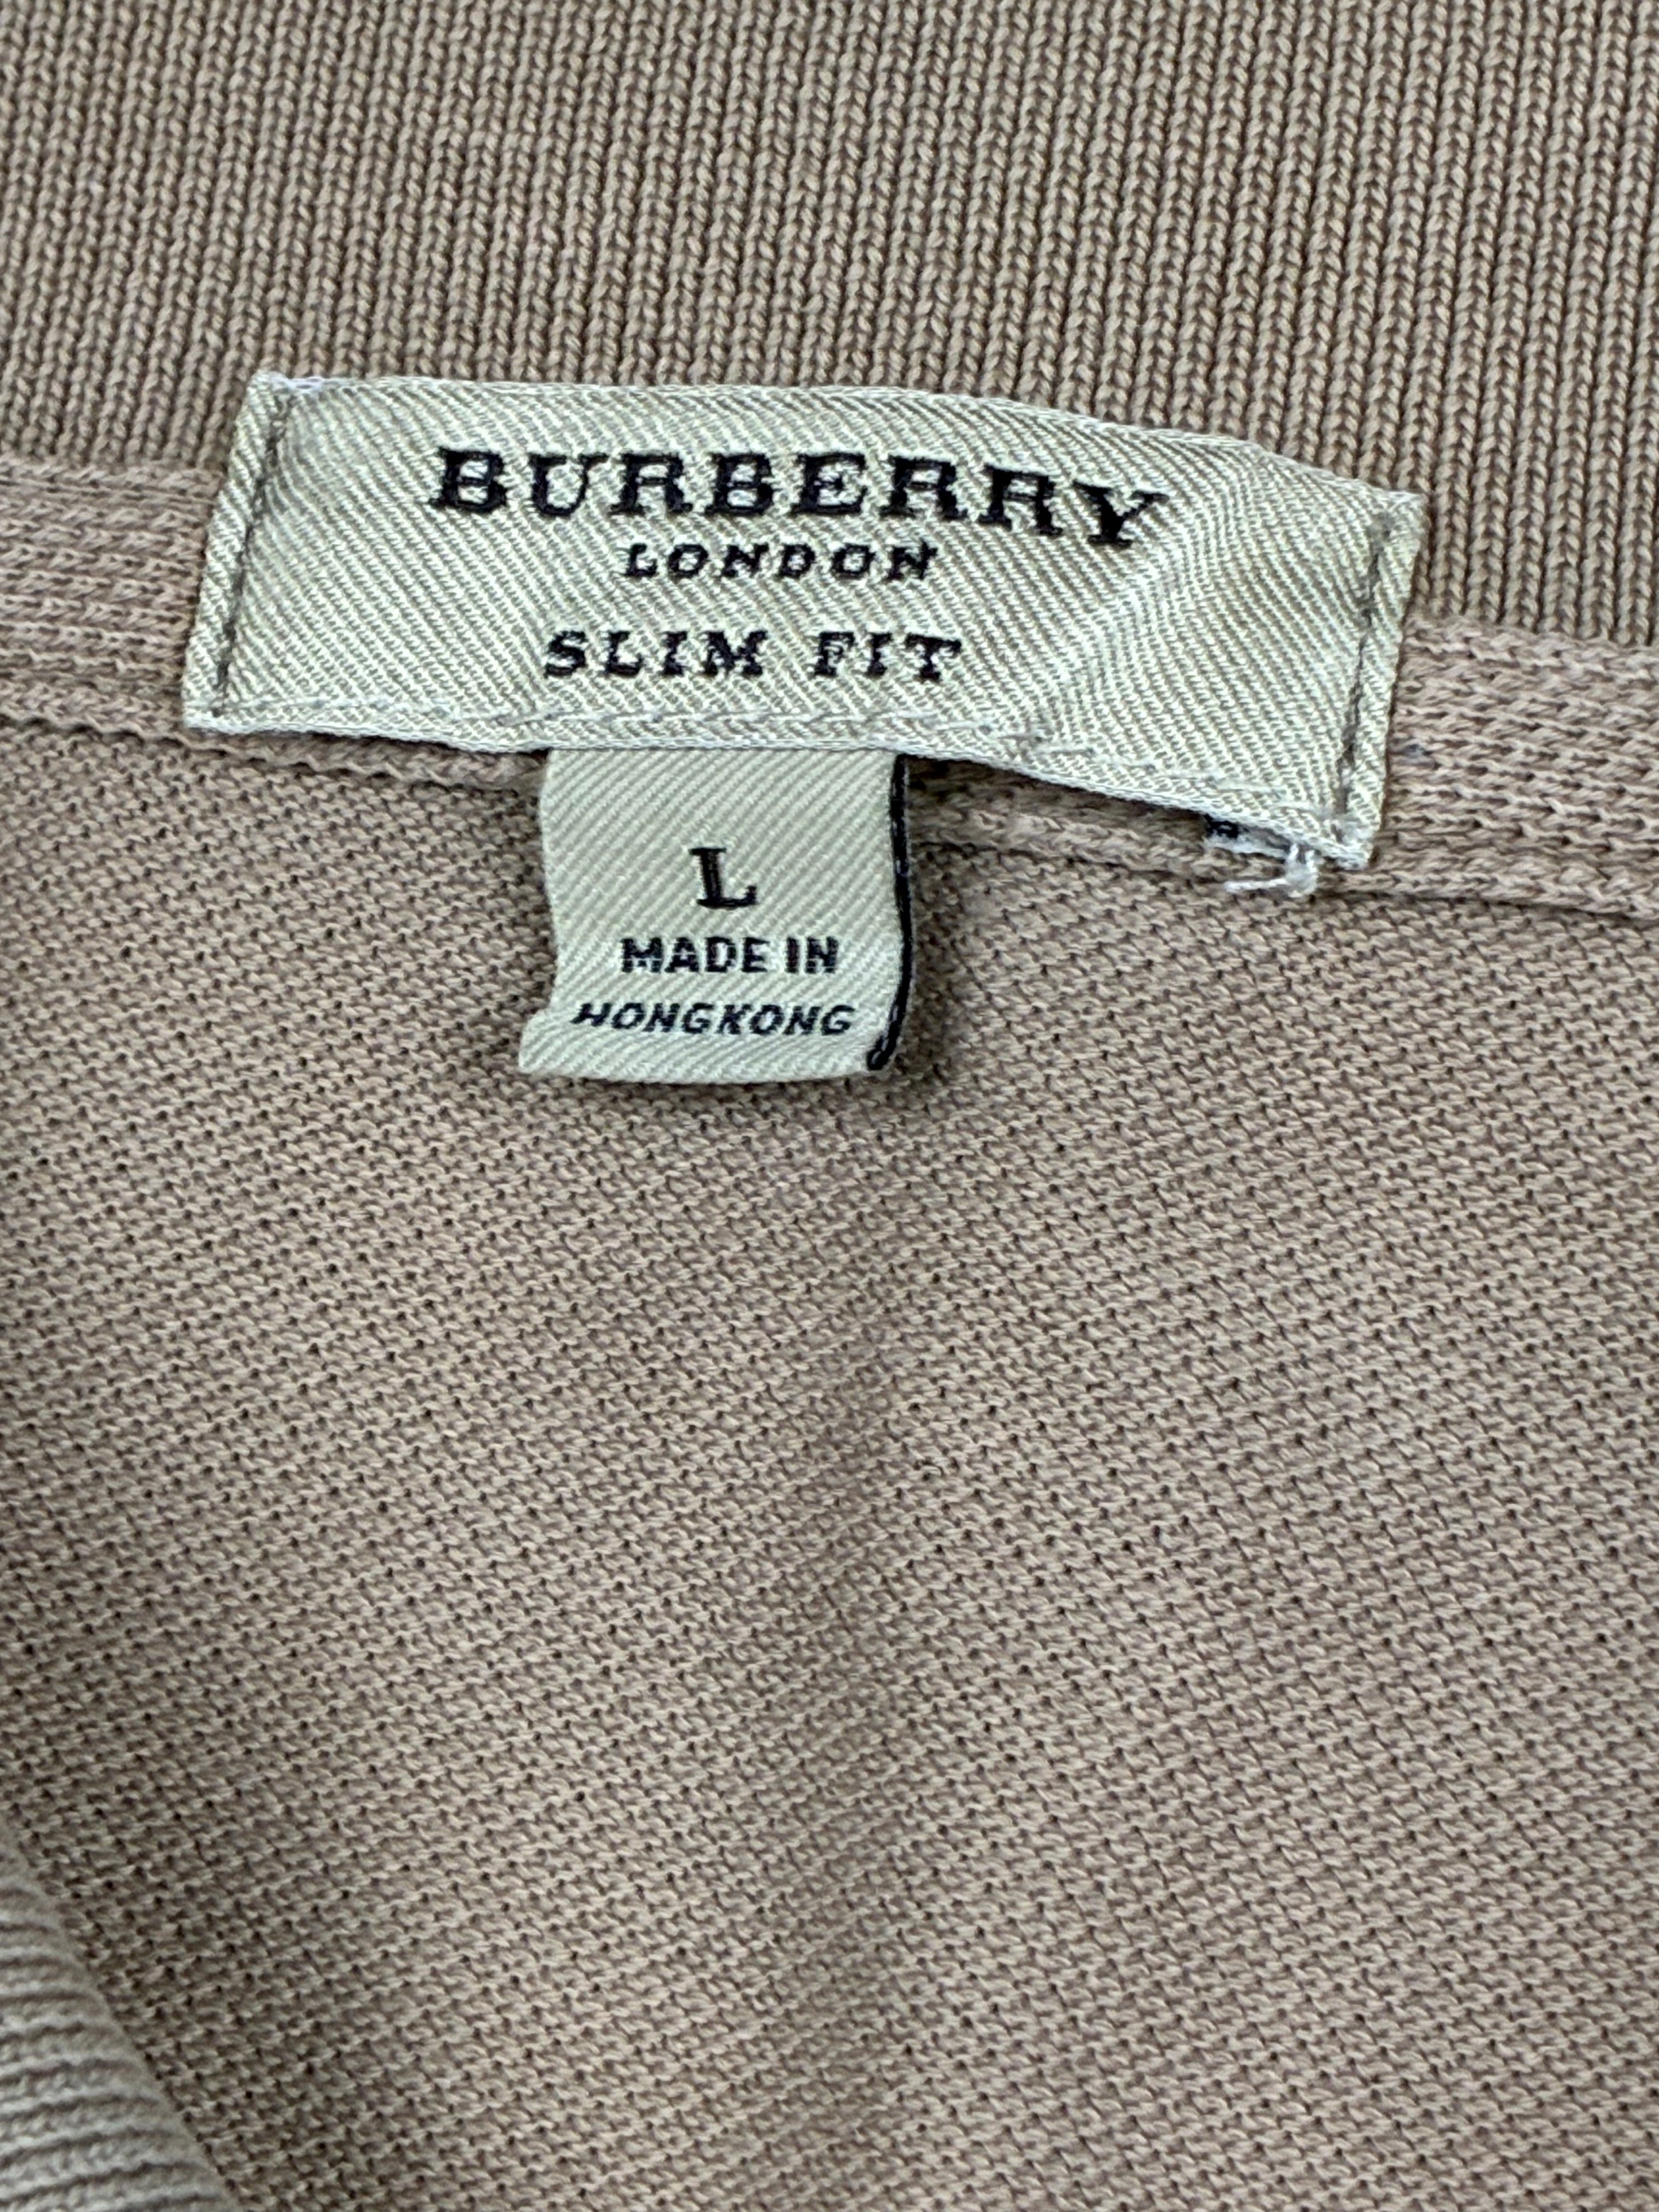 BURBERRY
LONDON
SLIM FIT
L
MADE IN
HONGKONG